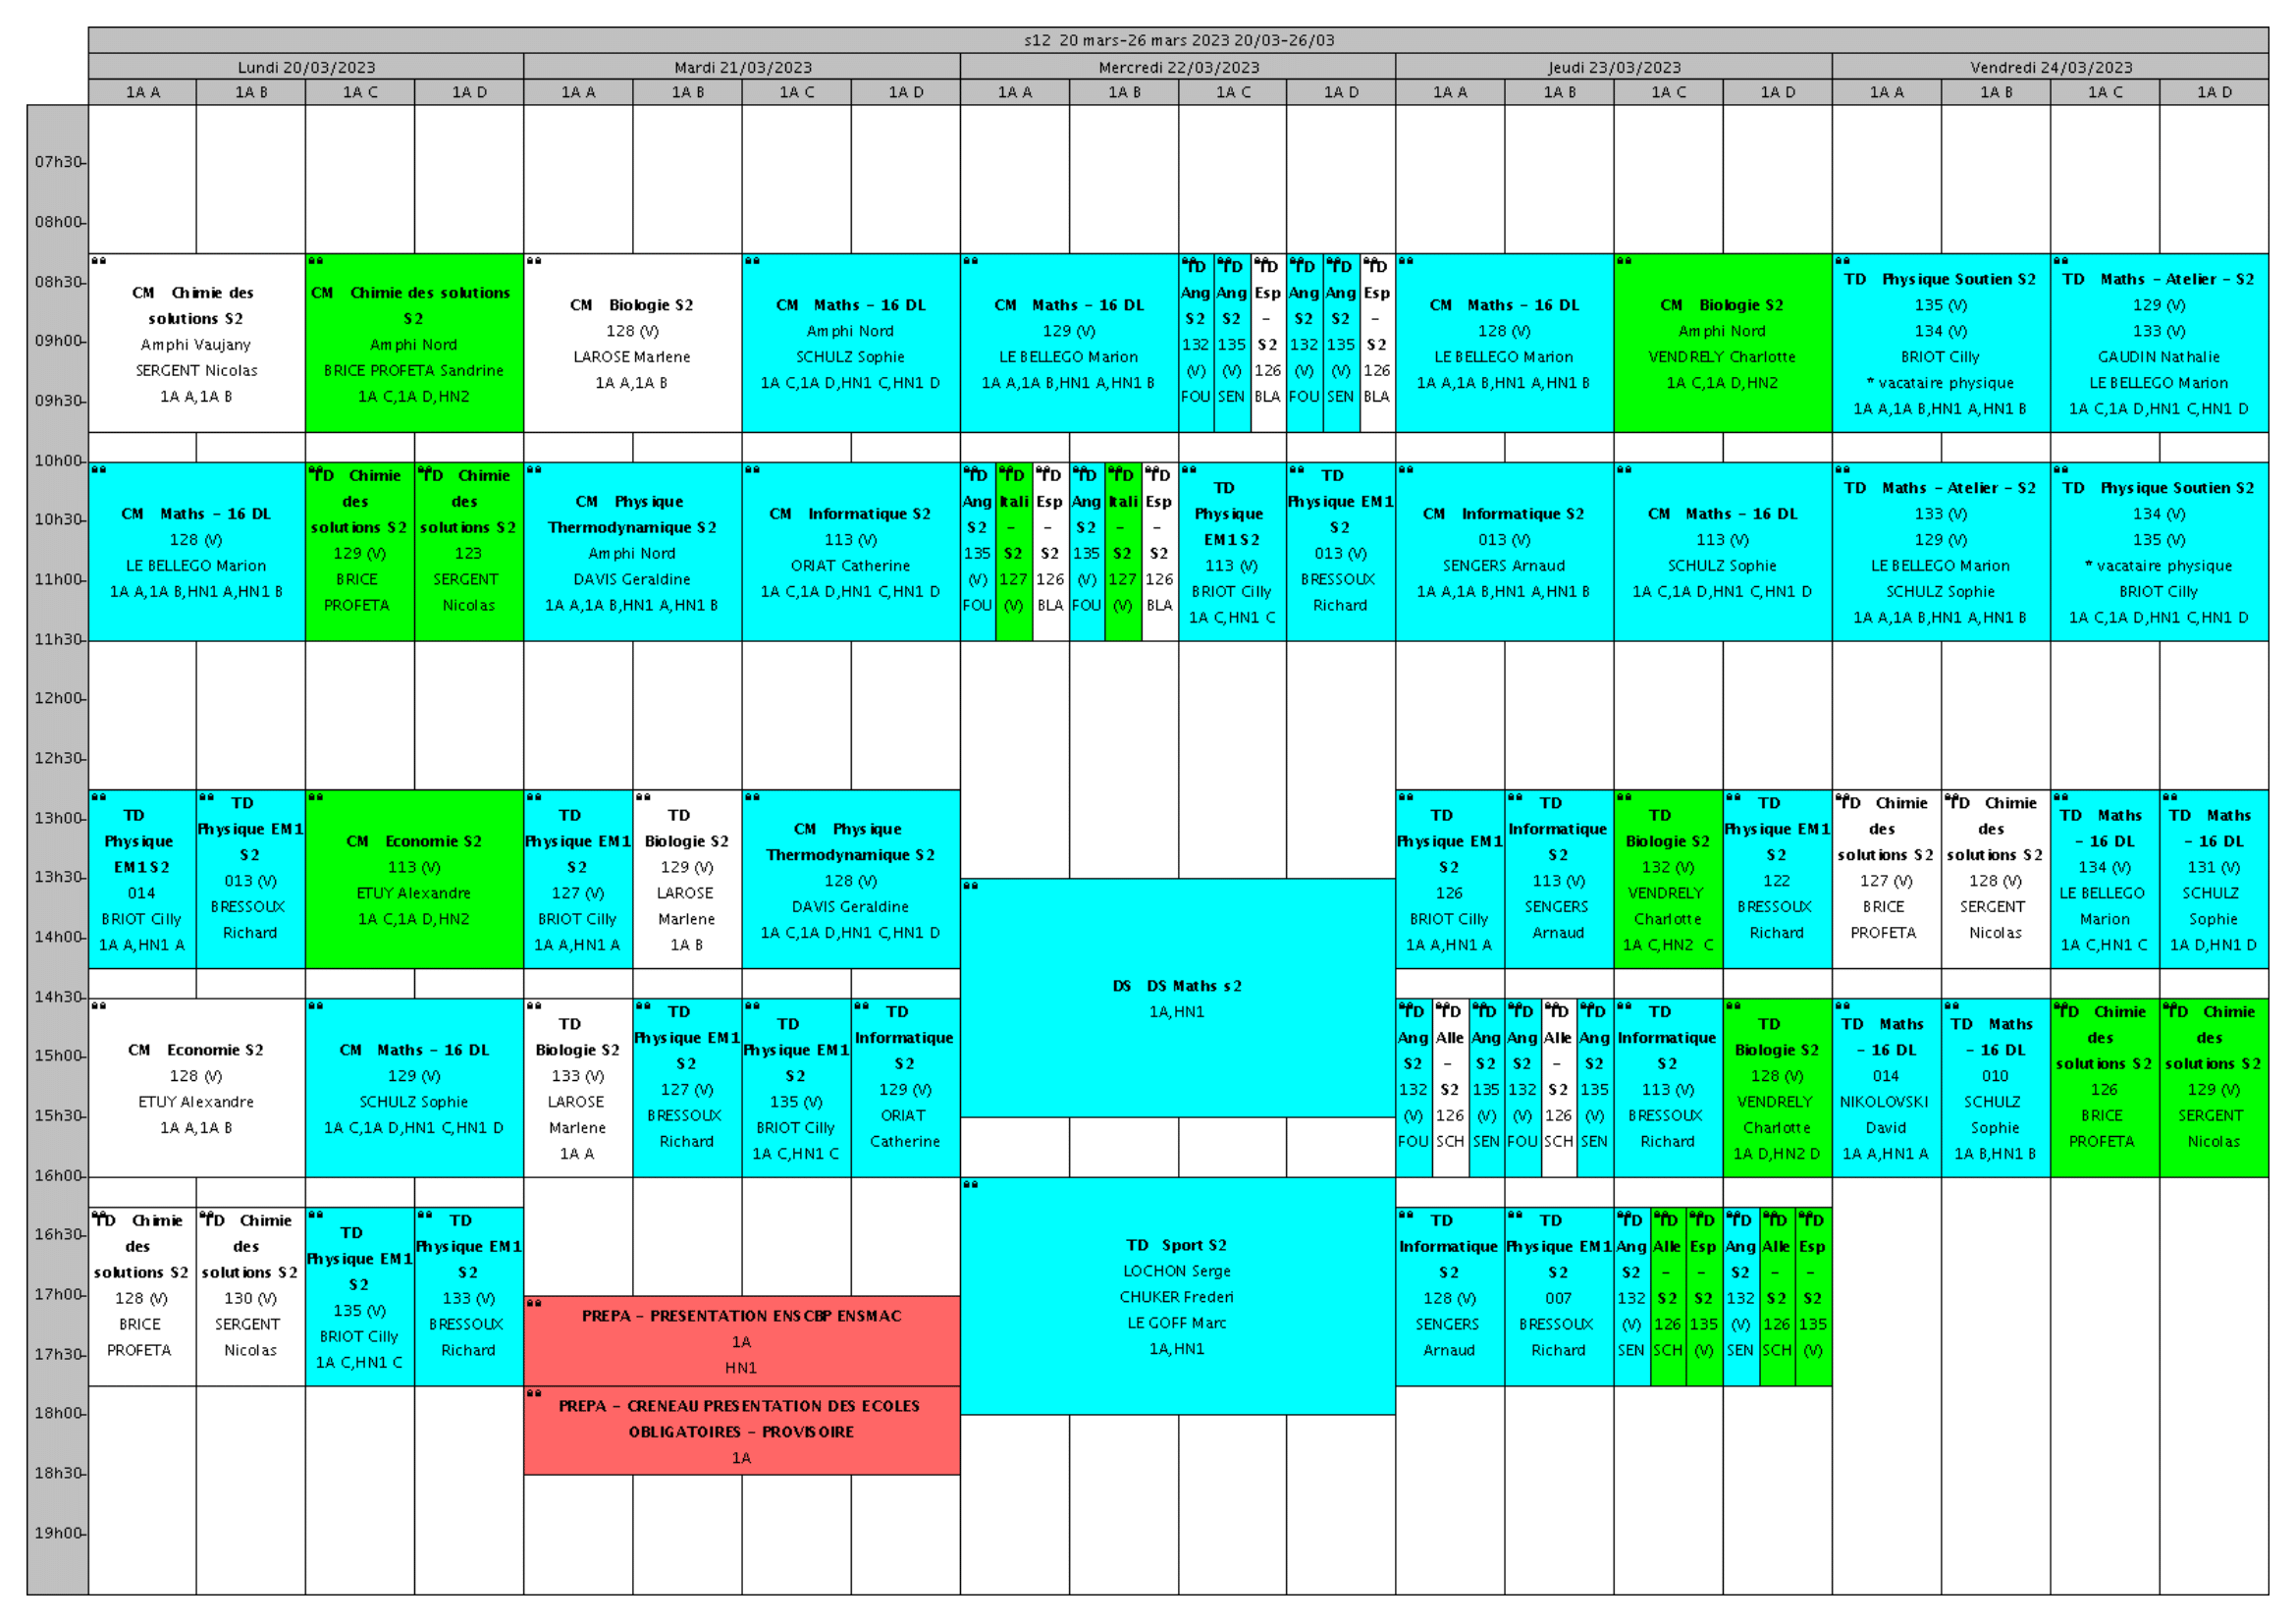 s12 20 mars-26 mars 2023 20/03-26/03
Lundi 20/03/2023
Mardi 21/03/2023
Mercredi 22/03/2023
Jeudi 23/03/2023
Vendredi 24/03/2023
1A A
1A B
1A C
1A D
1A A
1A B
1A C
1A D
1A A
1A B
1A C
1A D
1A A
1A B
1A C
1A D
1A A
1A B
1A C
1A D
07h30
08h00
08h30
09h00
09h30
CM Chimie des
solutions S2
Amphi Vaujany
SERGENT Nicolas
1A A,1A B
CM Chimie des solutions
S2
Amphi Nord
BRICE PROFETA Sandrine
1A C,1A D,HN2
CM Biologie S2
128 (V)
LAROSE Marlene
1A A,1A B
CM Maths - 16 DL
Amphi Nord
SCHULZ Sophie
1A C,1A D,HN1 C,HN1 D
CM Maths - 16 DL
129 (V)
LE BELLEGO Marion
1A A,1A B,HN1 A,HN1 B
TD
Ang
S2
132
(V)
FOU
TD
Ang
S2
135
(V)
SEN
TD
Esp
-
S2
126
BLA
TD
Ang
S2
132
(V)
FOU
TD
Ang
S2
135
(V)
SEN
TD
Esp
-
S2
126
BLA
CM Maths - 16 DL
128 (V)
LE BELLEGO Marion
1A A,1A B,HN1 A,HN1 B
CM Biologie S2
Amphi Nord
VENDRELY Charlotte
1A C,1A D,HN2
TD Physique Soutien S2
135 (V)
134 (V)
BRIOT Cilly
* vacataire physique
1A A,1A B,HN1 A,HN1 B
TD Maths - Atelier - S2
129 (V)
133 (V)
GAUDIN Nathalie
LE BELLEGO Marion
1A C,1A D,HN1 C,HN1 D
10h00
10h30
11h00
11h30
CM Maths - 16 DL
128 (V)
LE BELLEGO Marion
1A A,1A B,HN1 A,HN1 B
TD Chimie
des
solutions S2
129 (V)
BRICE
PROFETA
TD Chimie
des
solutions S2
123
SERGENT
Nicolas
CM Physique
Thermodynamique S2
Amphi Nord
DAVIS Geraldine
1A A,1A B,HN1 A,HN1 B
CM Informatique S2
113 (V)
ORIAT Catherine
1A C,1A D,HN1 C,HN1 D
TD
Ang
S2
135
(V)
FOU
TD
Itali
-
S2
127
(V)
TD
Esp
-
S2
126
BLA
TD
Ang
S2
135
(V)
FOU
TD
Itali
-
S2
127
(V)
TD
Esp
-
S2
126
BLA
TD
Physique
EM1 S2
113 (V)
BRIOT Cilly
1A C,HN1 C
TD
Physique EM1
S2
013 (V)
BRESSOUX
Richard
CM Informatique S2
013 (V)
SENGERS Arnaud
1A A,1A B,HN1 A,HN1 B
CM Maths - 16 DL
113 (V)
SCHULZ Sophie
1A C,1A D,HN1 C,HN1 D
TD Maths - Atelier - S2
133 (V)
129 (V)
LE BELLEGO Marion
SCHULZ Sophie
1A A,1A B,HN1 A,HN1 B
TD Physique Soutien S2
134 (V)
135 (V)
* vacataire physique
BRIOT Cilly
1A C,1A D,HN1 C,HN1 D
12h00
12h30
13h00
13h30
14h00
TD
Physique
EM1 S2
014
BRIOT Cilly
1A A,HN1 A
TD
Physique EM1
S2
013 (V)
BRESSOUX
Richard
CM Economie S2
113 (V)
ETUY Alexandre
1A C,1A D,HN2
TD
Physique EM1
S2
127 (V)
BRIOT Cilly
1A A,HN1 A
TD
Biologie S2
129 (V)
LAROSE
Marlene
1A B
CM Physique
Thermodynamique S2
128 (V)
DAVIS Geraldine
1A C,1A D,HN1 C,HN1 D
DS DS Maths s2
1A,HN1
TD
Physique EM1
S2
126
BRIOT Cilly
1A A,HN1 A
TD
Informatique
S2
113 (V)
SENGERS
Arnaud
TD
Biologie S2
132 (V)
VENDRELY
Charlotte
1A C,HN2 C
TD
Physique EM1
S2
122
BRESSOUX
Richard
TD Chimie
des
solutions S2
127 (V)
BRICE
PROFETA
TD Chimie
des
solutions S2
128 (V)
SERGENT
Nicolas
TD Maths
- 16 DL
134 (V)
LE BELLEGO
Marion
1A C,HN1 C
TD Maths
- 16 DL
131 (V)
SCHULZ
Sophie
1A D,HN1 D
14h30
15h00
15h30
16h00
CM Economie S2
128 (V)
ETUY Alexandre
1A A,1A B
CM Maths - 16 DL
129 (V)
SCHULZ Sophie
1A C,1A D,HN1 C,HN1 D
TD
Biologie S2
133 (V)
LAROSE
Marlene
1A A
TD
Physique EM1
S2
127 (V)
BRESSOUX
Richard
TD
Physique EM1
S2
135 (V)
BRIOT Cilly
1A C,HN1 C
TD
Informatique
S2
129 (V)
ORIAT
Catherine
TD
Ang
S2
132
(V)
FOU
TD
Alle
-
S2
126
SCH
TD
Ang
S2
135
(V)
SEN
TD
Ang
S2
132
(V)
FOU
TD
Alle
-
S2
126
SCH
TD
Ang
S2
135
(V)
SEN
TD
Informatique
S2
113 (V)
BRESSOUX
Richard
TD
Biologie S2
128 (V)
VENDRELY
Charlotte
1A D,HN2 D
TD Maths
- 16 DL
014
NIKOLOVSKI
David
1A A,HN1 A
TD Maths
- 16 DL
010
SCHULZ
Sophie
1A B,HN1 B
TD Chimie
des
solutions S2
126
BRICE
PROFETA
TD Chimie
des
solutions S2
129 (V)
SERGENT
Nicolas
16h30
17h00
17h30
TD Chimie
des
solutions S2
128 (V)
BRICE
PROFETA
TD Chimie
des
solutions S2
130 (V)
SERGENT
Nicolas
TD
Physique EM1
S2
135 (V)
BRIOT Cilly
1A C,HN1 C
TD
Physique EM1
S2
133 (V)
BRESSOUX
Richard
PREPA - PRESENTATION ENSCBP ENSMAC
1A
HN1
TD Sport S2
LOCHON Serge
CHUKER Frederi
LE GOFF Marc
1A,HN1
TD
Informatique
S2
128 (V)
SENGERS
Arnaud
TD
Physique EM1
S2
007
BRESSOUX
Richard
TD
Ang
S2
132
(V)
SEN
TD
Alle
-
S2
126
SCH
TD
Esp
-
S2
135
(V)
TD
Ang
S2
132
(V)
SEN
TD
Alle
-
S2
126
SCH
TD
Esp
-
S2
135
(V)
18h00
18h30
19h00
PREPA - CRENEAU PRESENTATION DES ECOLES
OBLIGATOIRES - PROVISOIRE
1A